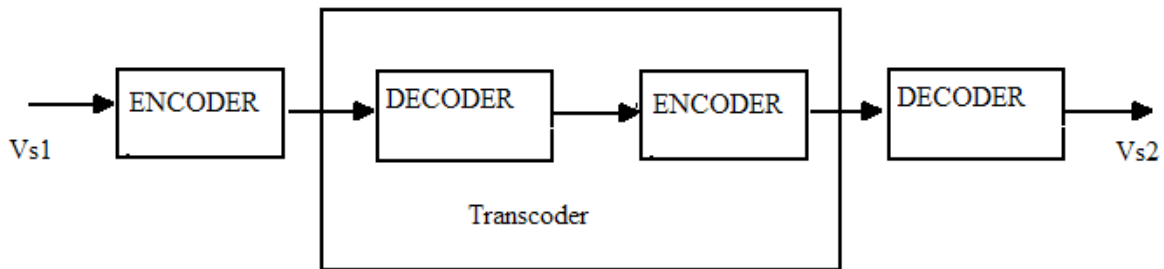 ENCODER
DECODER
ENCODER
DECODER
Vs1
Vs2
Transcoder